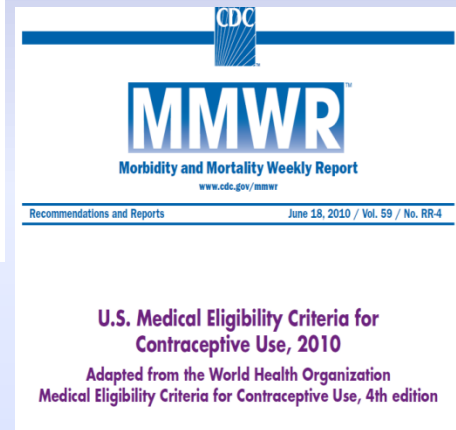 CDC
MMWR™
Morbidity and Mortality Weekly Report
www.cdc.gov/mmwr
Recommendations and Reports June 18, 2010 / Vol. 59 / No. RR-4
U.S. Medical Eligibility Criteria for
Contraceptive Use, 2010
Adapted from the World Health Organization
Medical Eligibility Criteria for Contraceptive Use, 4th edition